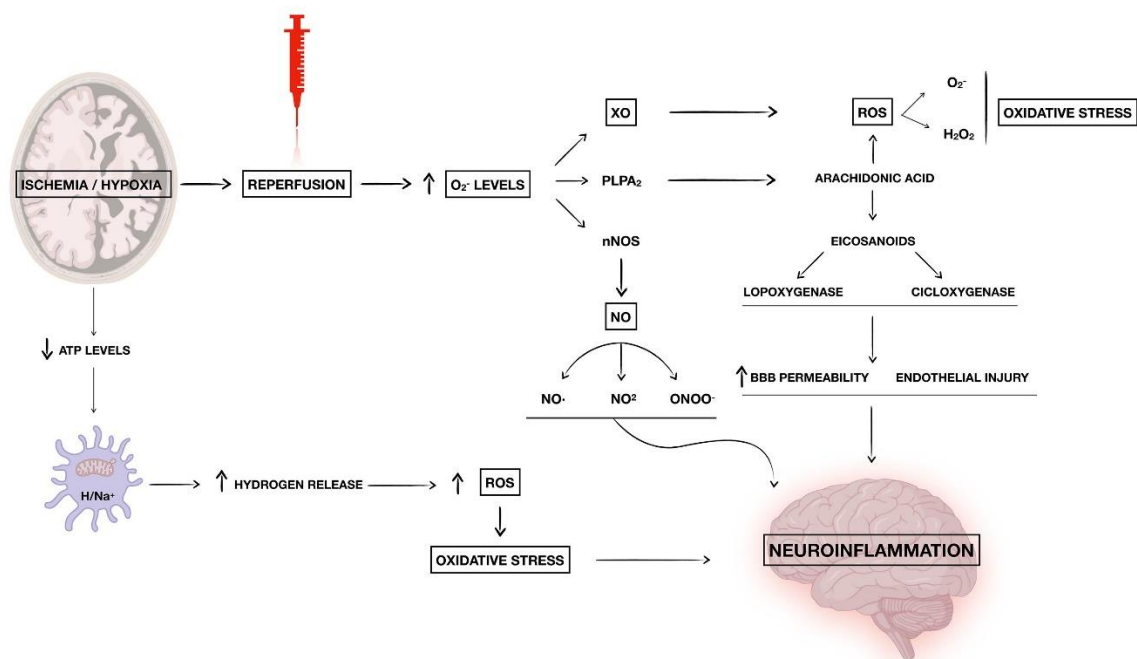 ISCHEMIA / HYPOXIA
REPERFUSION
O₂⁻ LEVELS
XO
PLPA₂
nNOS
NO
NO·
NO²
ONOO⁻
ROS
O₂⁻
H₂O₂
OXIDATIVE STRESS
ARACHIDONIC ACID
EICOSANOIDS
LOPOXYGENASE
CICLOXYGENASE
BBB PERMEABILITY
ENDOTHELIAL INJURY
ATP LEVELS
H/Na⁺
HYDROGEN RELEASE
ROS
OXIDATIVE STRESS
NEUROINFLAMMATION